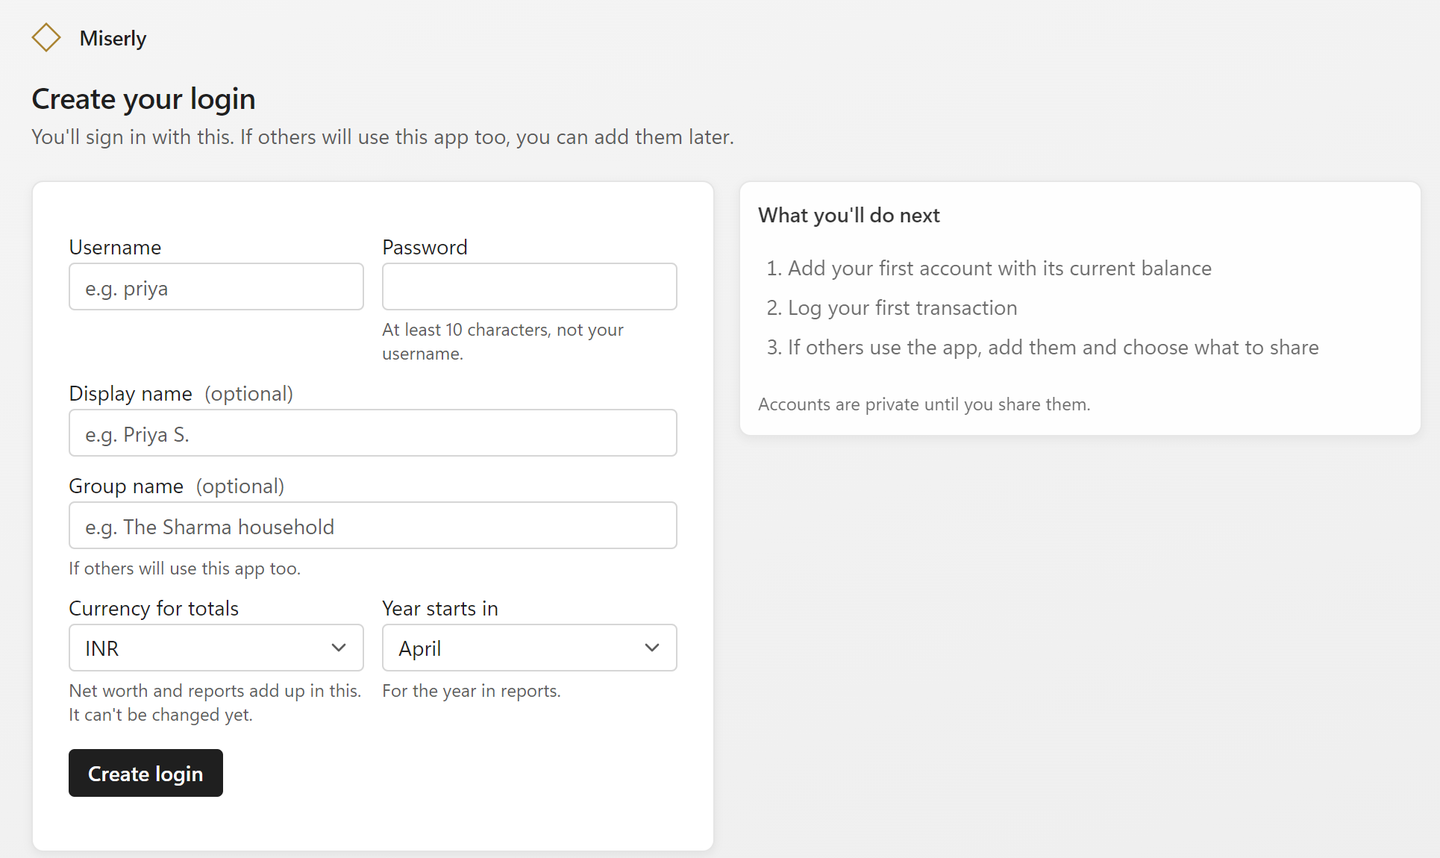 Miserly
Create your login
You'll sign in with this. If others will use this app too, you can add them later.
Username
e.g. priya
Password
At least 10 characters, not your
username.
Display name (optional)
e.g. Priya S.
Group name (optional)
e.g. The Sharma household
If others will use this app too.
Currency for totals
INR
Net worth and reports add up in this.
It can't be changed yet.
Year starts in
April
For the year in reports.
Create login
What you'll do next
1. Add your first account with its current balance
2. Log your first transaction
3. If others use the app, add them and choose what to share
Accounts are private until you share them.